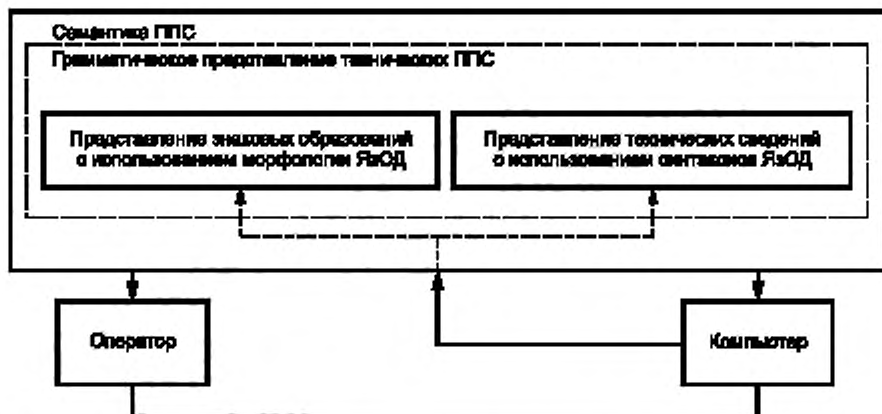 Семантика ППС
Грамматическое представление технических ППС
Представление знаковых образований
с использованием морфологии ЯзОД
Представление технических сведений
с использованием синтаксиса ЯзОД
Оператор
Компьютер